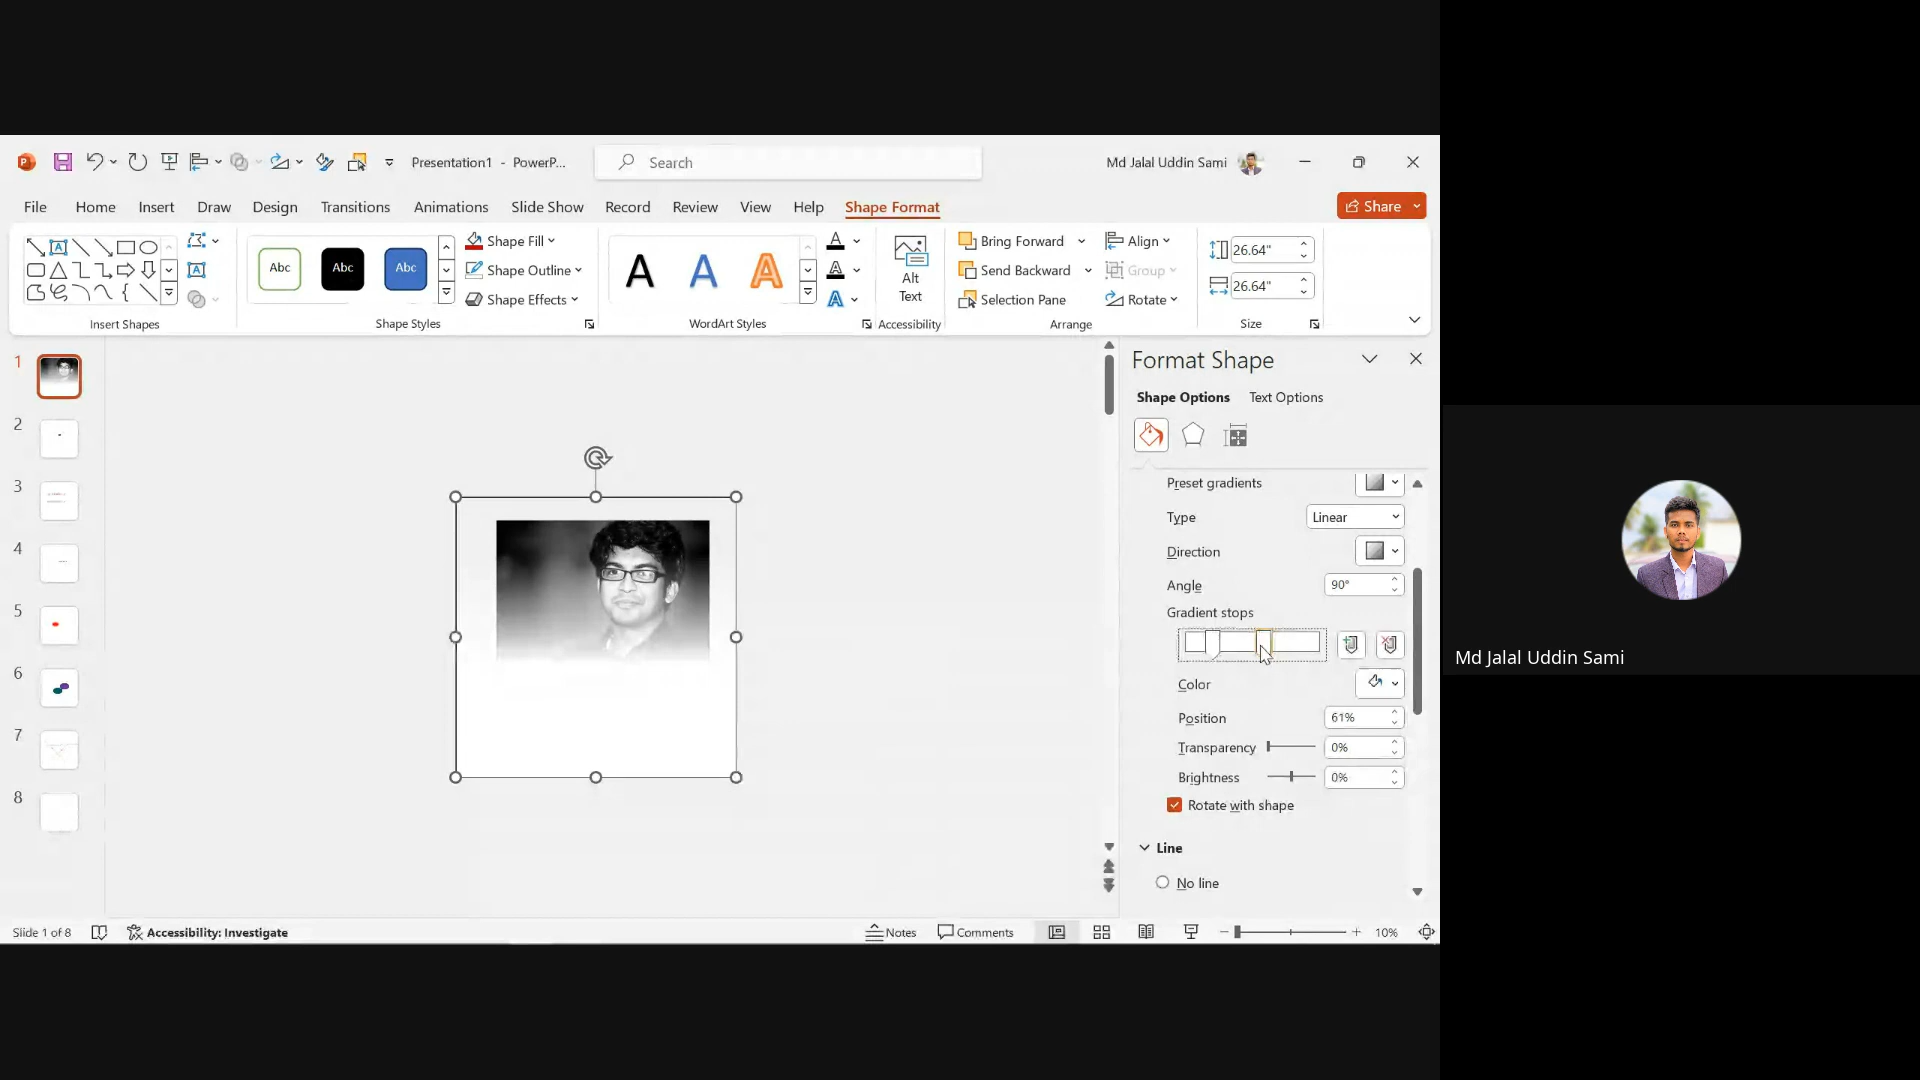 Presentation1 - PowerP...
Search
Md Jalal Uddin Sami
File Home Insert Draw Design Transitions Animations Slide Show Record Review View Help Shape Format
Share
Abc Abc Abc
Shape Fill
Shape Outline
Shape Effects
A A A
Alt
Text
Bring Forward
Send Backward
Selection Pane
Align
Group
Rotate
26.64"
26.64"
Insert Shapes
Shape Styles
WordArt Styles
Accessibility
Arrange
Size
1
2
3
4
5
6
7
8
Format Shape
Shape Options Text Options
Preset gradients
Type Linear
Direction
Angle 90°
Gradient stops
Color
Position 61%
Transparency 0%
Brightness 0%
Rotate with shape
Line
No line
Slide 1 of 8
Accessibility: Investigate
Notes
Comments
10%
Md Jalal Uddin Sami